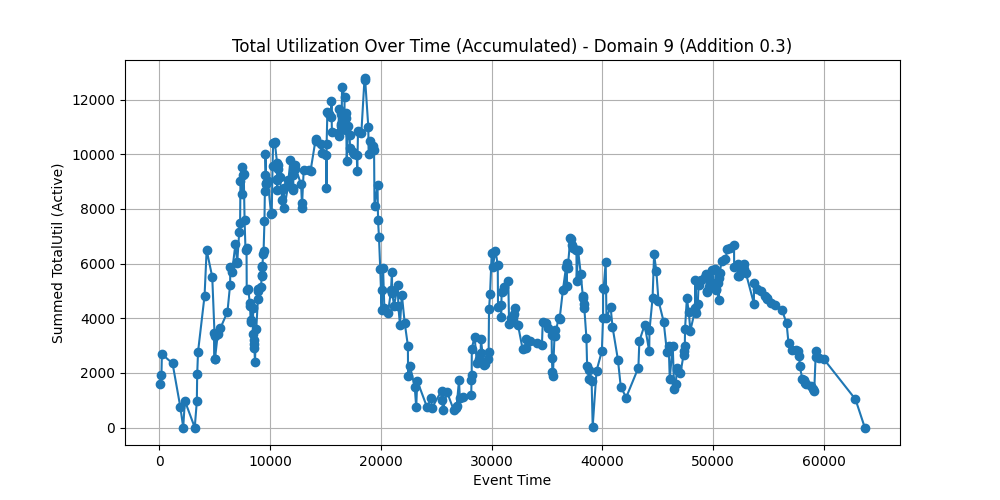 Total Utilization Over Time (Accumulated) - Domain 9 (Addition 0.3)
Summed TotalUtil (Active)
12000
10000
8000
6000
4000
2000
0
0 10000 20000 30000 40000 50000 60000
Event Time